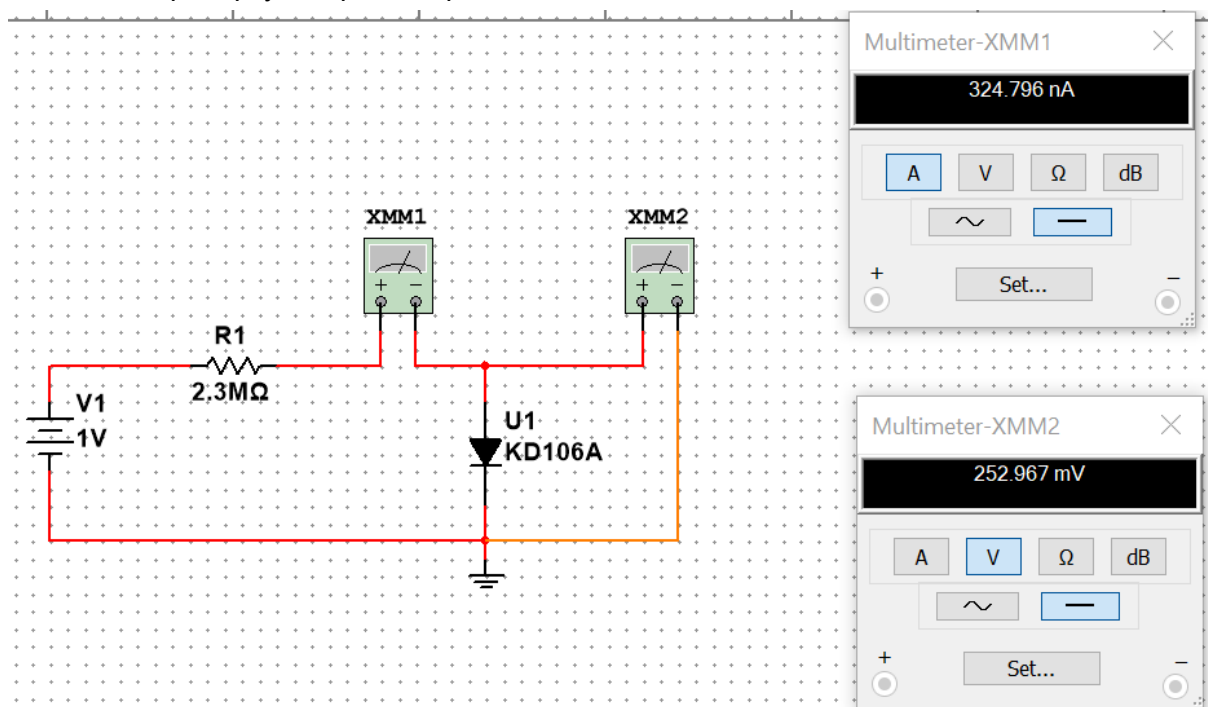 Multimeter-XMM1
324.796 nA
A V Ω dB
+ Set... −
XMM1
+ −
XMM2
+ −
R1
2.3MΩ
V1
1V
U1
KD106A
Multimeter-XMM2
252.967 mV
A V Ω dB
+ Set... −